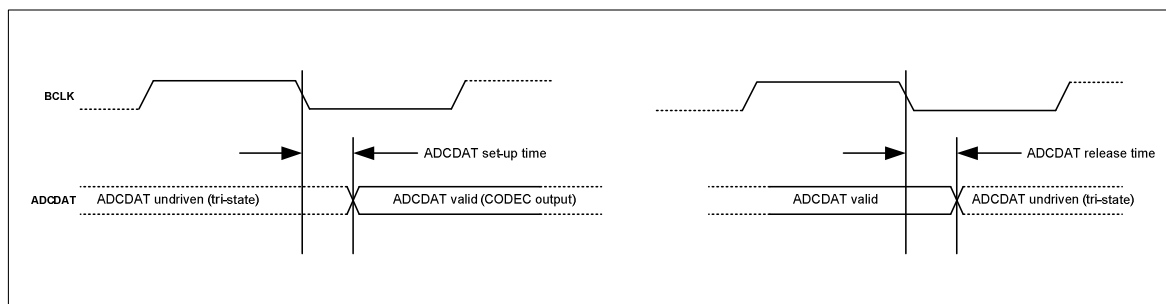 BCLK
ADCDAT set-up time
ADCDAT release time
ADCDAT
ADCDAT undriven (tri-state)
ADCDAT valid (CODEC output)
ADCDAT valid
ADCDAT undriven (tri-state)